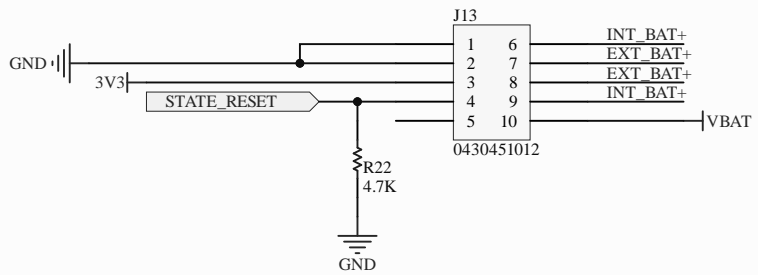 J13
1 6 INT_BAT+
GND 2 7 EXT_BAT+
3V3 3 8 EXT_BAT+
STATE_RESET 4 9 INT_BAT+
5 10 VBAT
0430451012
R22
4.7K
GND